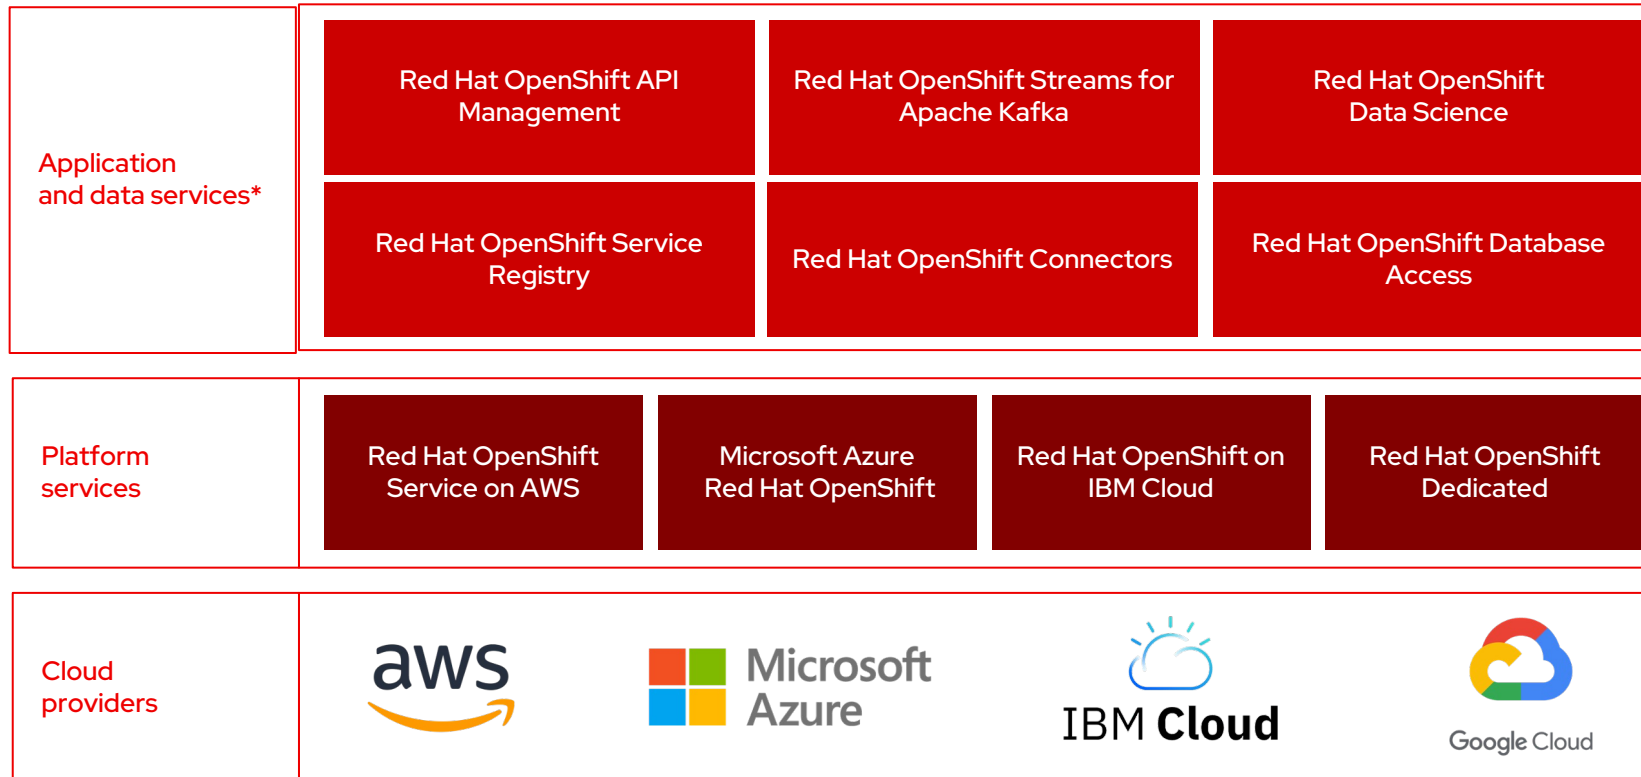 Application
and data services*
Red Hat OpenShift API
Management
Red Hat OpenShift Streams for
Apache Kafka
Red Hat OpenShift
Data Science
Red Hat OpenShift Service
Registry
Red Hat OpenShift Connectors
Red Hat OpenShift Database
Access
Platform
services
Red Hat OpenShift
Service on AWS
Microsoft Azure
Red Hat OpenShift
Red Hat OpenShift on
IBM Cloud
Red Hat OpenShift
Dedicated
Cloud
providers
aws
Microsoft
Azure
IBM Cloud
Google Cloud